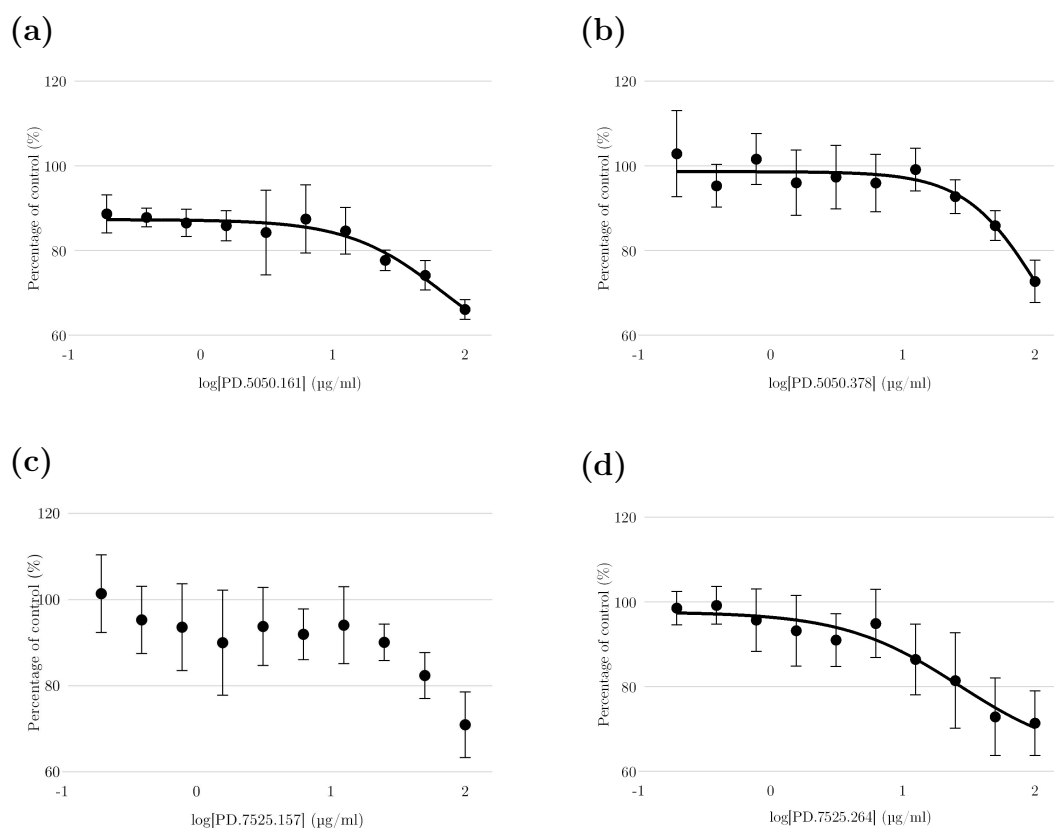 (a)
(b)
120
100
80
60
-1
0
1
2
Percentage of control (%)
log[PD.5050.161] (µg/ml)
120
100
80
60
-1
0
1
2
Percentage of control (%)
log[PD.5050.378] (µg/ml)
(c)
(d)
120
100
80
60
-1
0
1
2
Percentage of control (%)
log[PD.7525.157] (µg/ml)
120
100
80
60
-1
0
1
2
Percentage of control (%)
log[PD.7525.264] (µg/ml)